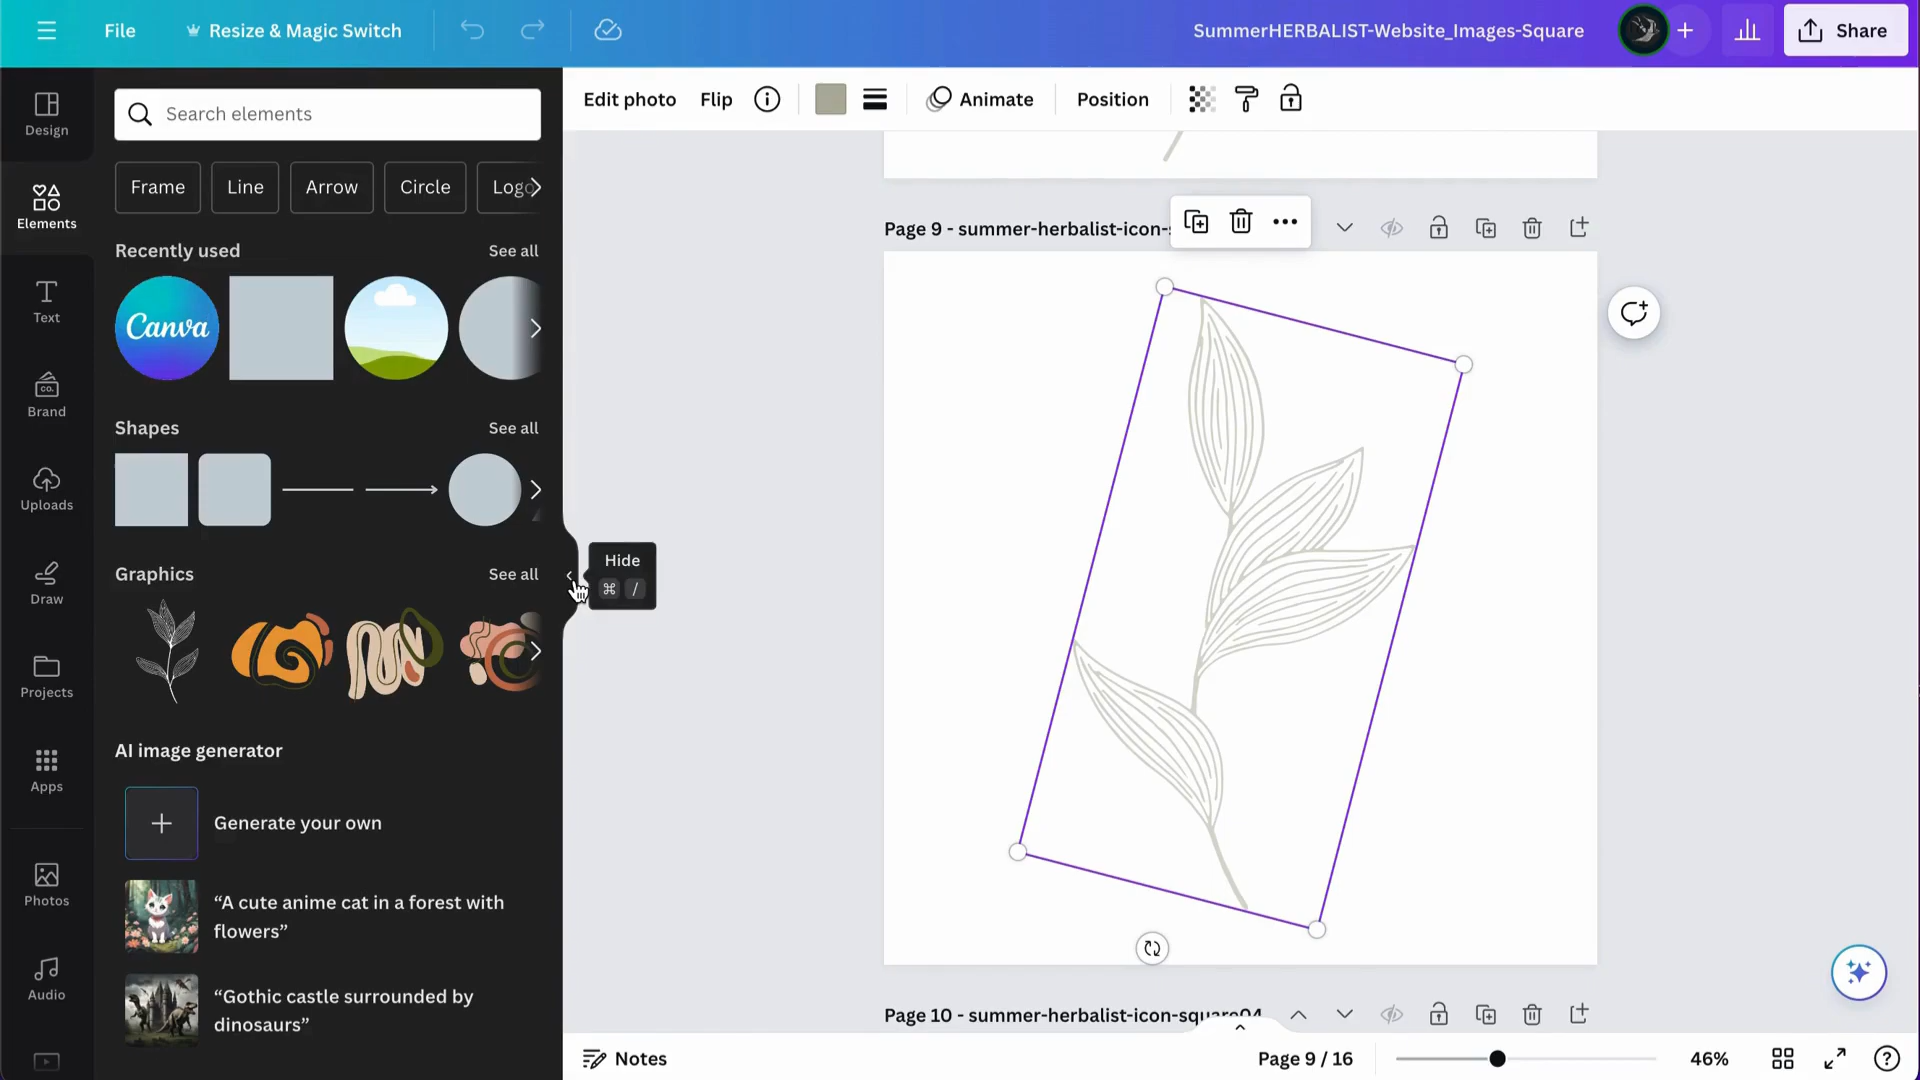 File
Resize & Magic Switch
SummerHERBALIST-Website_Images-Square
Share
Design
Elements
Text
Brand
CO.
Uploads
Draw
Projects
Apps
Photos
Audio
Search elements
Frame
Line
Arrow
Circle
Logo
Recently used
See all
Canva
Shapes
See all
Graphics
See all
AI image generator
Generate your own
“A cute anime cat in a forest with
flowers”
“Gothic castle surrounded by
dinosaurs”
Hide
⌘ /
Edit photo
Flip
Animate
Position
Page 9 - summer-herbalist-icon-
Page 10 - summer-herbalist-icon-square04
Notes
Page 9 / 16
46%